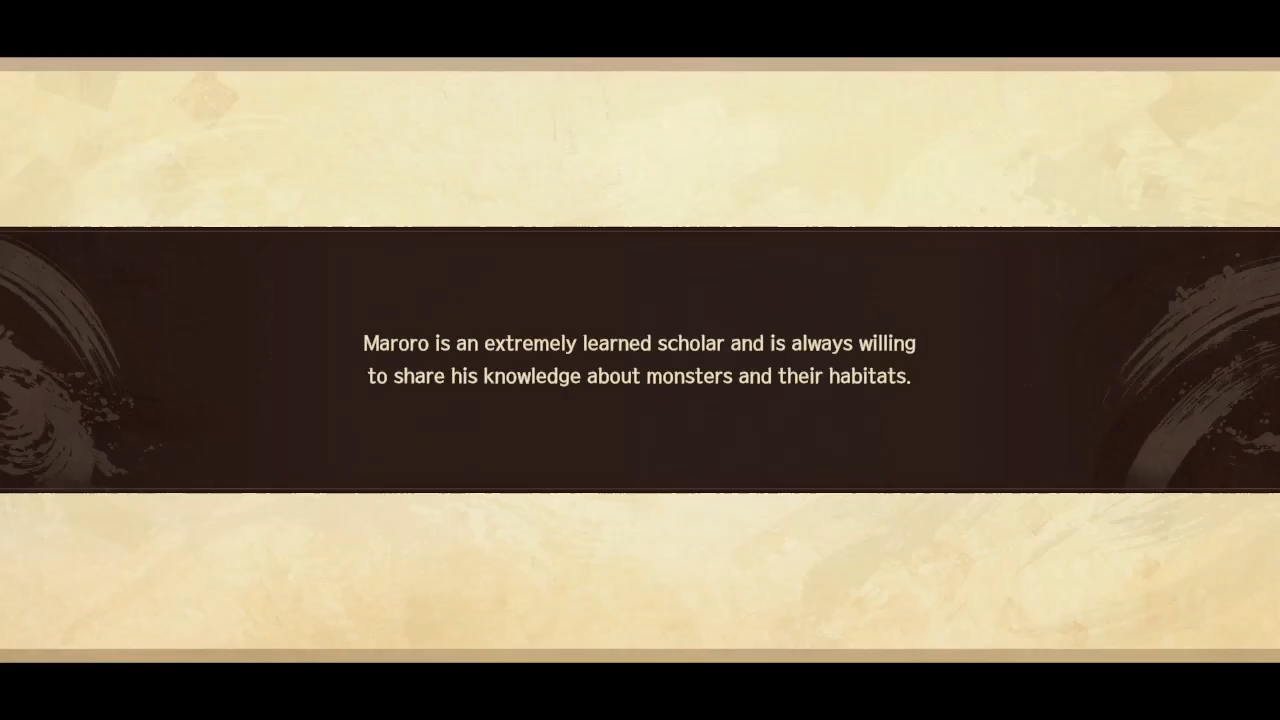 Maroro is an extremely learned scholar and is always willing
to share his knowledge about monsters and their habitats.